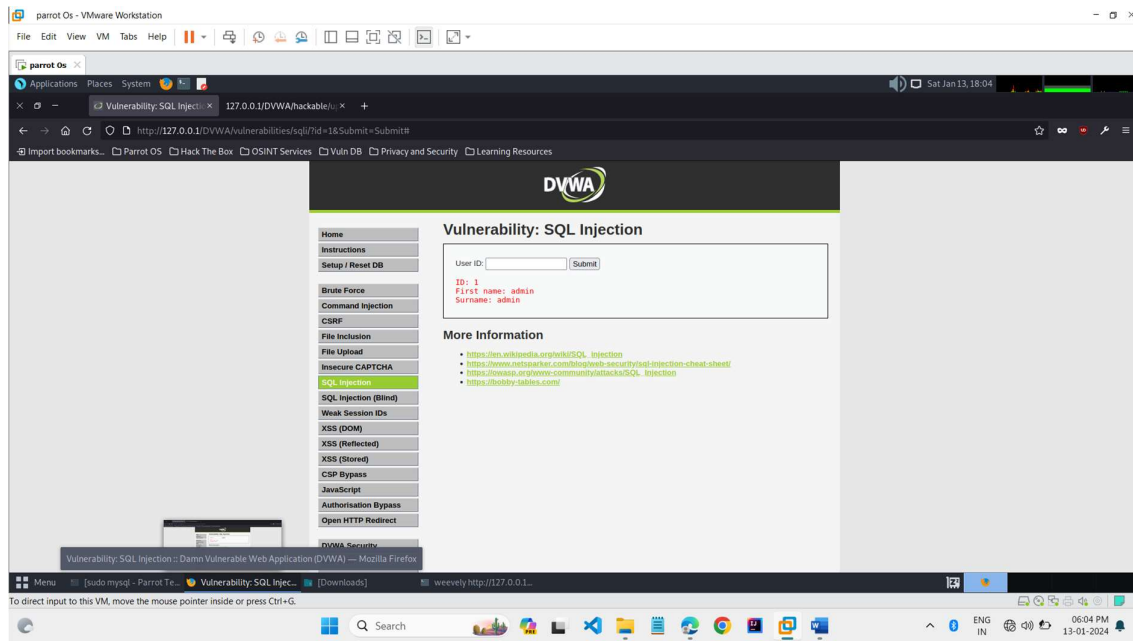 parrot Os - VMware Workstation
File Edit View VM Tabs Help
parrot Os
Applications Places System
Sat Jan 13, 18:04
Vulnerability: SQL Injectic
127.0.0.1/DVWA/hackable/u
http://127.0.0.1/DVWA/vulnerabilities/sqli/?id=1&Submit=Submit#
Import bookmarks... Parrot OS Hack The Box OSINT Services Vuln DB Privacy and Security Learning Resources
DVWA
Home
Instructions
Setup / Reset DB
Brute Force
Command Injection
CSRF
File Inclusion
File Upload
Insecure CAPTCHA
SQL Injection
SQL Injection (Blind)
Weak Session IDs
XSS (DOM)
XSS (Reflected)
XSS (Stored)
CSP Bypass
JavaScript
Authorisation Bypass
Open HTTP Redirect
DVWA Security
Vulnerability: SQL Injection
User ID: Submit
ID: 1
First name: admin
Surname: admin
More Information
https://en.wikipedia.org/wiki/SQL_injection
https://www.netsparker.com/blog/web-security/sql-injection-cheat-sheet/
https://owasp.org/www-community/attacks/SQL_Injection
https://bobby-tables.com/
Vulnerability: SQL Injection :: Damn Vulnerable Web Application (DVWA) — Mozilla Firefox
Menu [sudo mysql - Parrot Te... Vulnerability: SQL Injec... [Downloads] weevely http://127.0.0.1...
To direct input to this VM, move the mouse pointer inside or press Ctrl+G.
Search
ENG
IN
06:04 PM
13-01-2024